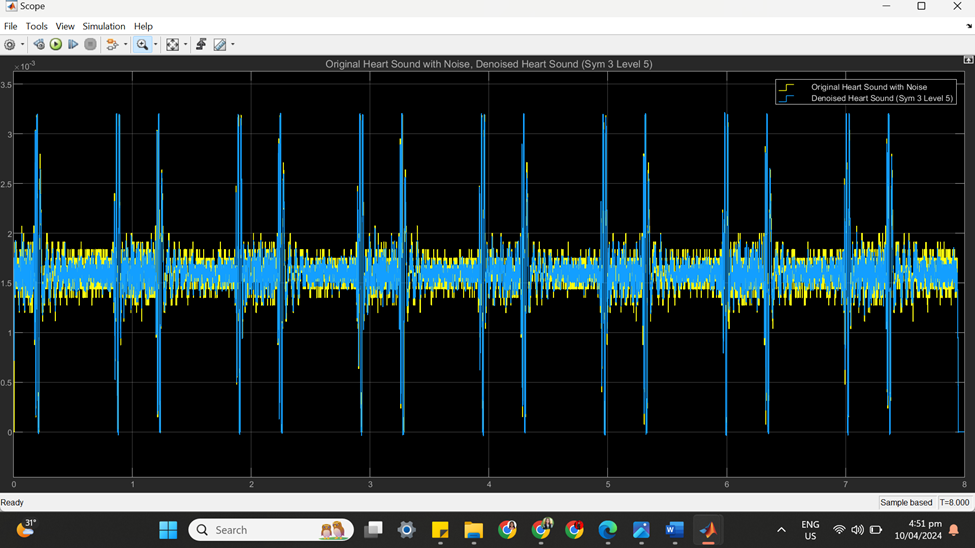 Scope
File Tools View Simulation Help
×10⁻³
Original Heart Sound with Noise, Denoised Heart Sound (Sym 3 Level 5)
Original Heart Sound with Noise
Denoised Heart Sound (Sym 3 Level 5)
3.5
3
2.5
2
1.5
1
0.5
0
0 1 2 3 4 5 6 7 8
Ready Sample based T=8.000
31°
Search
W
ENG
US
4:51 pm
10/04/2024